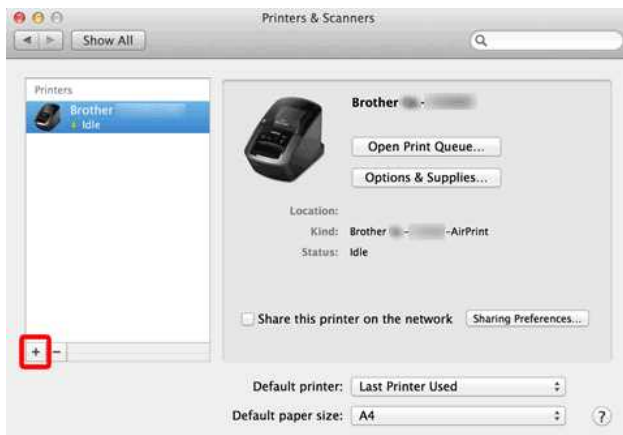 Printers & Scanners
Show All
Printers
Brother
Idle
Brother -
Open Print Queue...
Options & Supplies...
Location:
Kind: Brother - -AirPrint
Status: Idle
Share this printer on the network Sharing Preferences...
+ −
Default printer: Last Printer Used
Default paper size: A4 ?